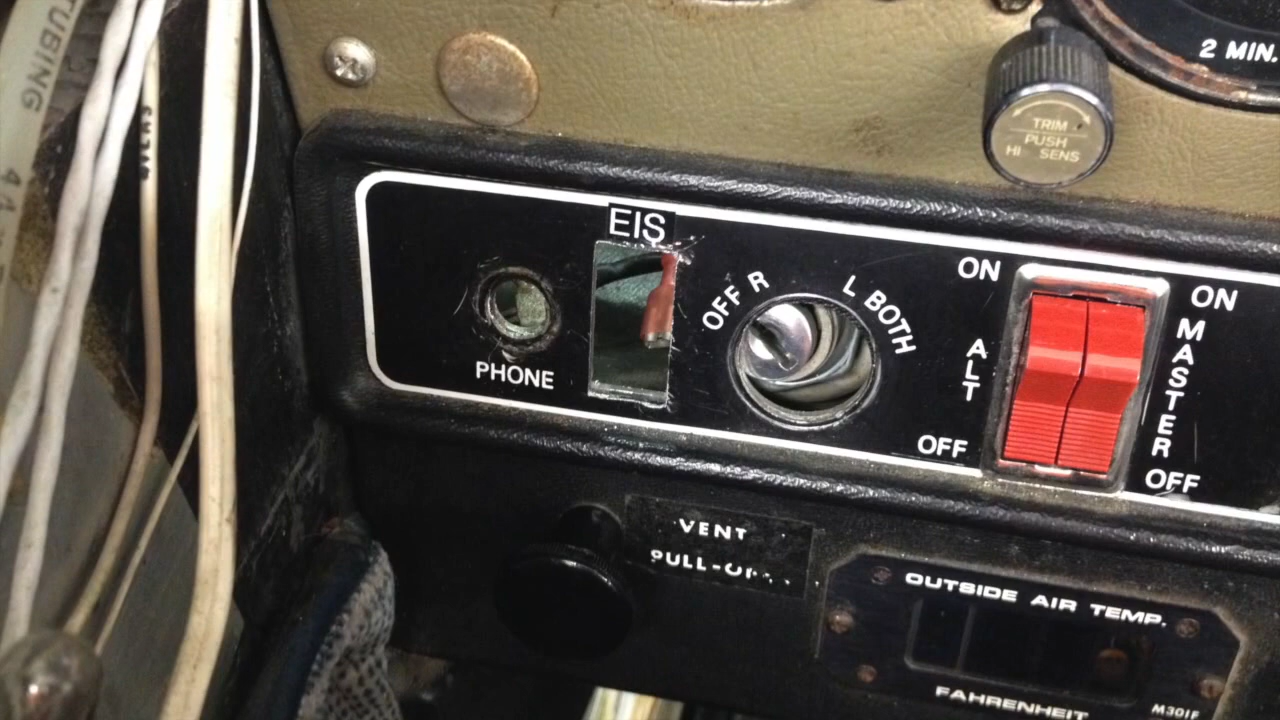 TUBING
2 MIN.
TRIM
PUSH
HI SENS
EIS
PHONE
OFF R
L BOTH
ON
ALT
OFF
ON
MASTER
OFF
VENT
OUTSIDE AIR TEMP.
FAHRENHEIT
M301F